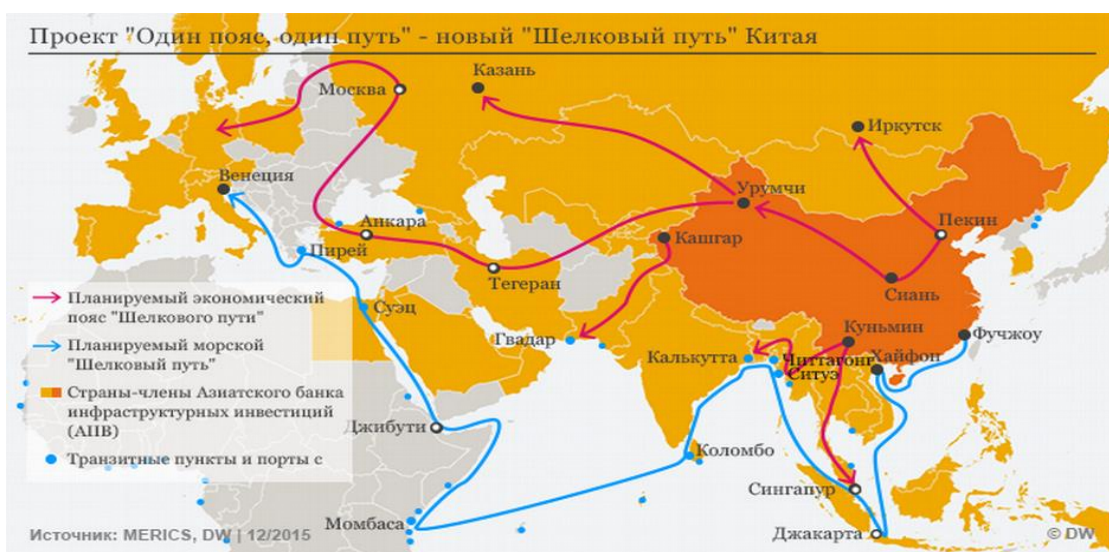 Проект "Один пояс, один путь" - новый "Шелковый путь" Китая
Казань
Москва
Иркутск
Венеция
Урумчи
Анкара
Пекин
Пирей
Кашгар
Тегеран
Сиань
Планируемый экономический
пояс "Шелкового пути"
Суэц
Гвадар
Куньмин
Фучжоу
Планируемый морской
"Шелковый путь"
Калькутта
Читтагонг
Хайфон
Ситуэ
Страны-члены Азиатского банка
инфраструктурных инвестиций
(АПВ)
Джибути
Транзитные пункты и порты с
Коломбо
Сингапур
Момбаса
Джакарта
Источник: MERICS, DW | 12/2015
© DW